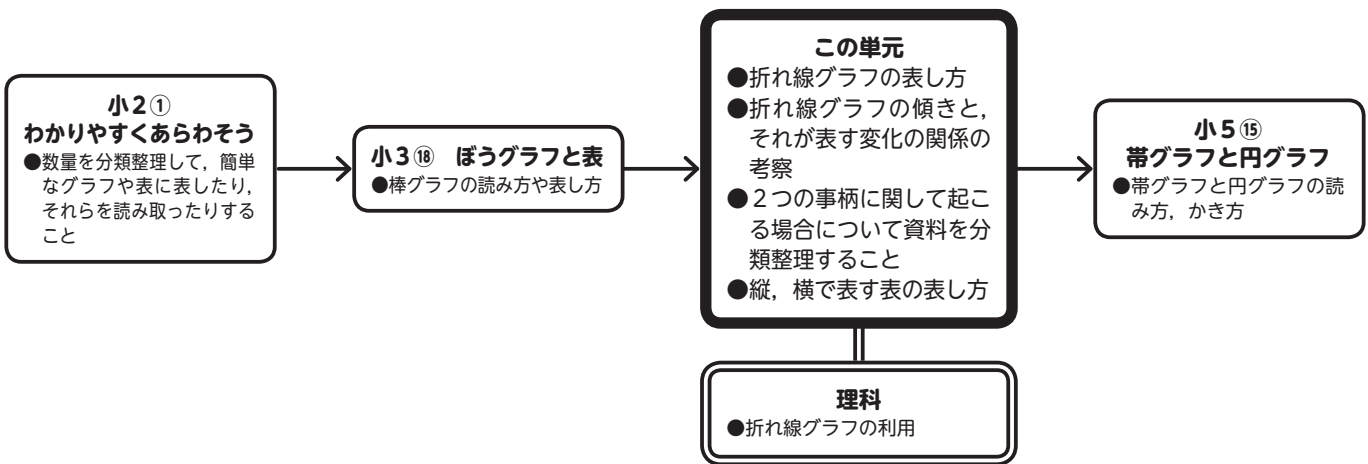 小2① 
わかりやすくあらわそう
●数量を分類整理して，簡単
なグラフや表に表したり，
それらを読み取ったりする
こと
小3⑱　ぼうグラフと表
●棒グラフの読み方や表し方
この単元
●折れ線グラフの表し方
●折れ線グラフの傾きと，
それが表す変化の関係の
考察
●２つの事柄に関して起こ
る場合について資料を分
類整理すること
●縦，横で表す表の表し方
小5⑮
帯グラフと円グラフ
●帯グラフと円グラフの読
み方，かき方
理科
●折れ線グラフの利用